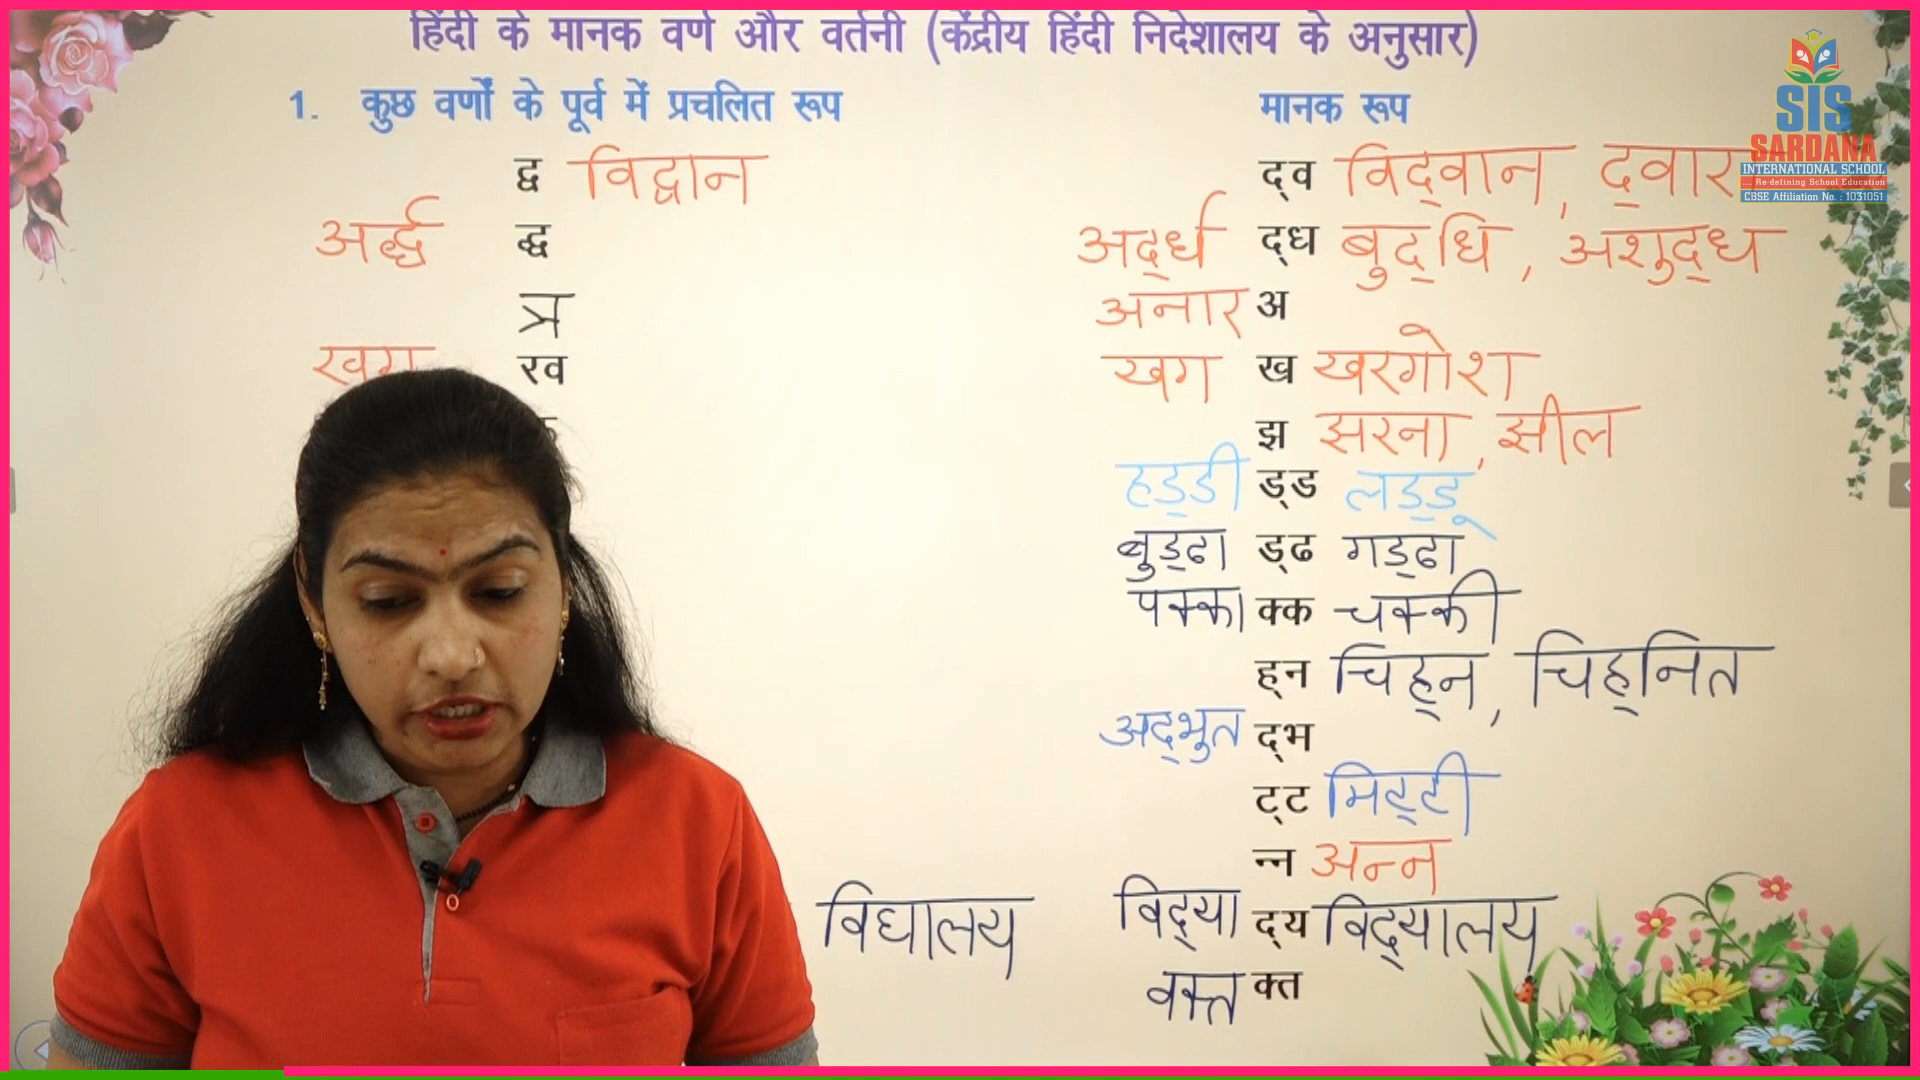 हिंदी के मानक वर्ण और वर्तनी (केंद्रीय हिंदी निदेशालय के अनुसार)
1. कुछ वर्णों के पूर्व में प्रचलित रूप मानक रूप
द्व विद्वान द्‌व विद्‌वान, द्‌वार
अर्द्ध द्ध अर्द्‌ध द्‌ध बुद्‌धि, अशुद्‌ध
अनार अ
रवग रव खग ख खरगोश
झ झरना, झील
हड्‌डी ड्‌ड लड्‌डू
बुड्‌ढा ड्‌ढ गड्‌ढा
पक्का क्क चक्की
ह्‌न चिह्‌न, चिह्‌नित
अद्‌भुत द्‌भ
ट्‌ट मिट्‌टी
न्न अन्न
विद्यालय विद्‌या द्‌य विद्‌यालय
वक्त क्त
SIS
SARDANA
INTERNATIONAL SCHOOL
.... Re-defining School Education
CBSE Affiliation No. : 1031051